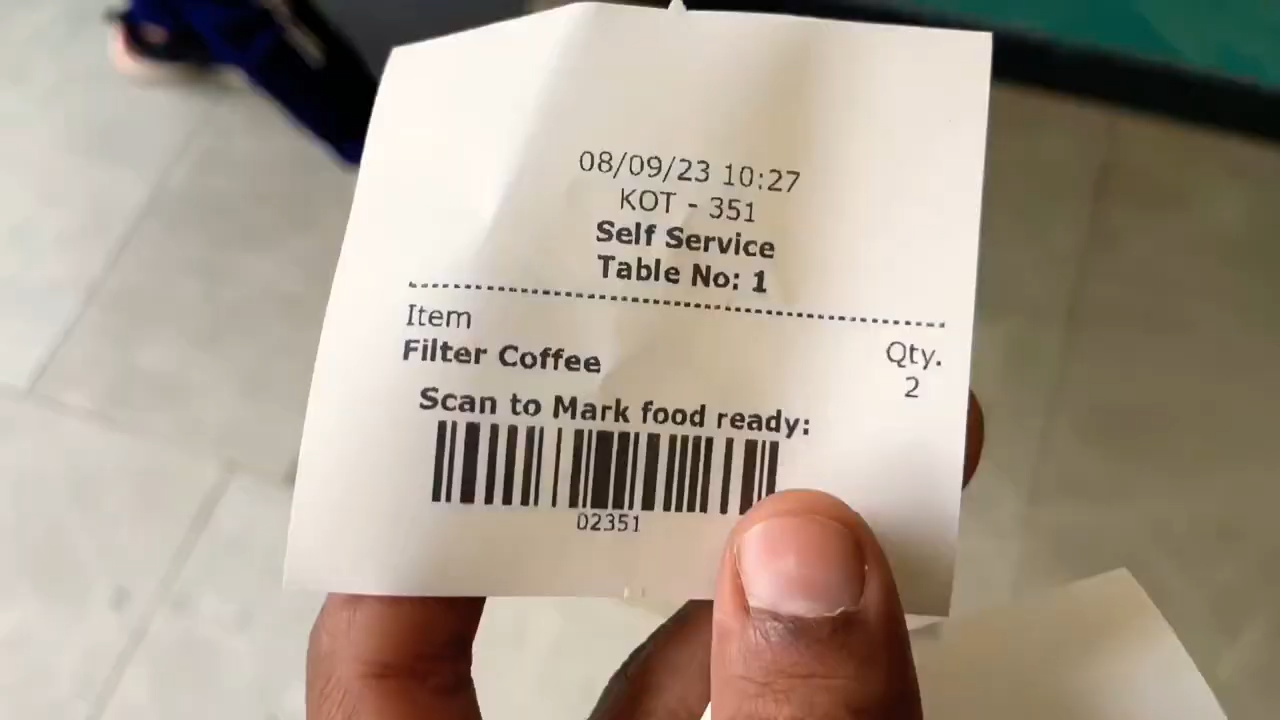 08/09/23 10:27
KOT - 351
Self Service
Table No: 1
Item Qty.
Filter Coffee 2
Scan to Mark food ready:
02351